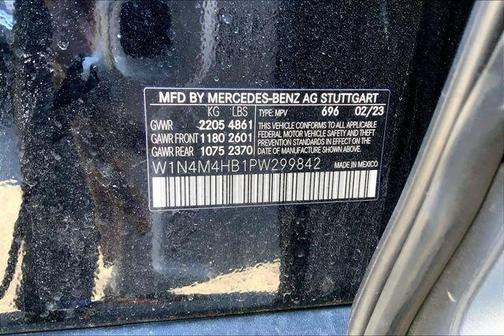 MFD BY MERCEDES-BENZ AG STUTTGART
KG LBS TYPE: MPV 696 02/23
GVWR 2205 4861
GAWR FRONT 1180 2601
GAWR REAR 1075 2370
THIS VEHICLE CONFORMS TO ALL APPLICABLE
FEDERAL MOTOR VEHICLE SAFETY AND THEFT
PREVENTION STANDARDS IN EFFECT ON THE
DATE OF MANUFACTURE SHOWN ABOVE.
W1N4M4HB1PW299842 MADE IN MEXICO